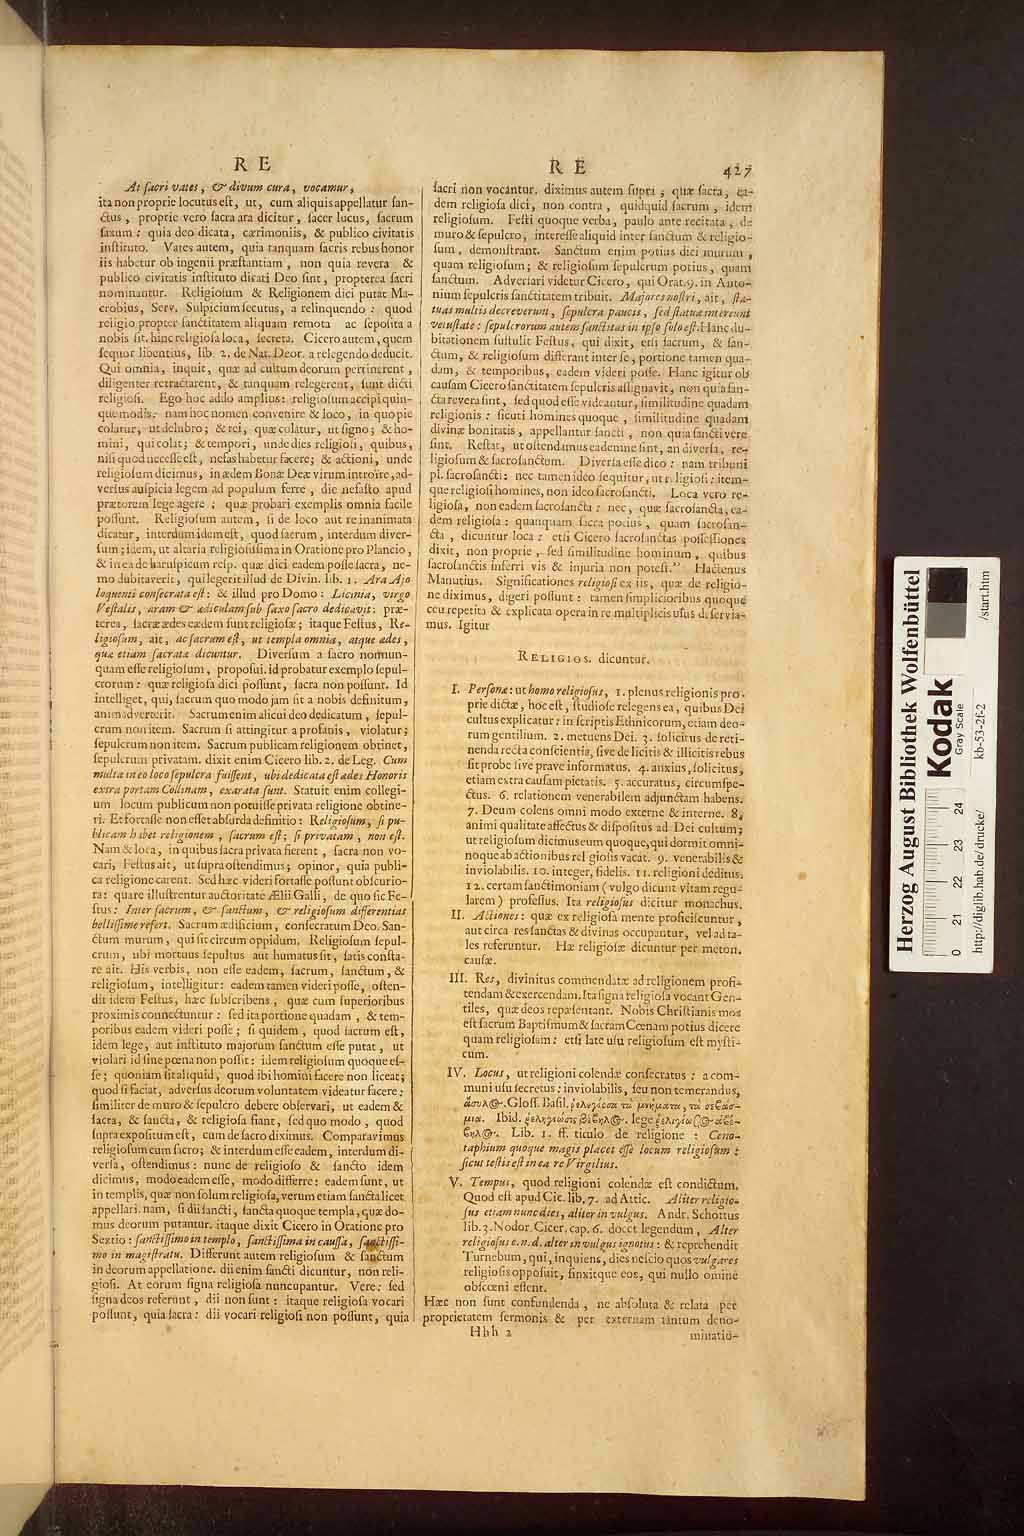 R E
At ſacri vates, & divum cura, vocamur,
ita non proprie locutus eſt, ut, cum aliquis appellatur ſan-
ctus, proprie vero ſacra ara dicitur, ſacer lucus, ſacrum
ſaxum: quia deo dicata, cærimoniis, & publico civitatis
inſtituto. Vates autem, quia tanquam ſacris rebus honor
iis habetur ob ingenii præſtantiam, non quia revera &
publico civitatis inſtituto dirati Deo ſint, propterea ſacri
nominantur. Religioſum & Religionem dici putat Ma-
crobius, Serv. Sulpicium ſecutus, a relinquendo: quod
religio propter ſanctitatem aliquam remota ac ſepoſita a
nobis ſit. hinc religioſa loca, ſecreta. Cicero autem, quem
ſequor libentius, lib. 2. de Nat. Deor. a relegendo deducit.
Qui omnia, inquit, quæ ad cultum deorum pertinerent,
diligenter retractarent, & tanquam relegerent, ſunt dicti
religioſi. Ego hoc addo amplius: religioſum accipi quin-
que modis: nam hoc nomen convenire & loco, in quo pie
colatur, ut delubro; & rei, quæ colatur, ut ſigno; & ho-
mini, qui colat; & tempori, unde dies religioſi, quibus,
niſi quod neceſſe eſt, nefas habetur facere; & actioni, unde
religioſum dicimus, in ædem Bonæ Deæ virum introire, ad-
verſus auſpicia legem ad populum ferre, die nefaſto apud
prætorem lege agere; quæ probari exemplis omnia facile
poſſunt. Religioſum autem, ſi de loco aut re inanimata
dicatur, interdum idem eſt, quod ſacrum, interdum diver-
ſum; idem, ut altaria religioſiſſima in Oratione pro Plancio,
& in ea de haruſpicum reſp. quæ dici eadem poſſe ſacra, ne-
mo dubitaverit, qui legerit illud de Divin. lib. 1. Ara Ajo
loquenti conſecrata eſt: & illud pro Domo: Licinia, virgo
Veſtalis, aram & ædiculam ſub ſaxo ſacro dedicavit: præ-
terea, ſacræ ædes eædem ſunt religioſæ; itaque Feſtus, Re-
ligioſum, ait, ac ſacrum eſt, ut templa omnia, atque ædes,
quæ etiam ſacratæ dicuntur. Diverſum a ſacro nonnun-
quam eſſe religioſum, propoſui. id probatur exemplo ſepul-
crorum: quæ religioſa dici poſſunt, ſacra non poſſunt. Id
intelliget, qui, ſacrum quo modo jam ſit a nobis definitum,
animadverterit. Sacrum enim alicui deo dedicatum, ſepul-
crum non item. Sacrum ſi attingitur a profanis, violatur;
ſepulcrum non item. Sacrum publicam religionem obtinet,
ſepulcrum privatam. dixit enim Cicero lib. 2. de Leg. Cum
multa in eo loco ſepulcra fuiſſent, ubi dedicata eſt ædes Honoris
extra portam Collinam, exarata ſunt. Statuit enim collegi-
um locum publicum non potuiſſe privata religione obtine-
ri. Et fortaſſe non eſſet abſurda definitio: Religioſum, ſi pu-
blicam habet religionem, ſacrum eſt; ſi privatam, non eſt.
Nam & loca, in quibus ſacra privata fierent, ſacra non vo-
cari, Feſtus ait, ut ſupra oſtendimus; opinor, quia publi-
ca religione carent. Sed hæc videri fortaſſe poſſunt obſcurio-
ra: quare illuſtrentur auctoritate Ælii Galli, de quo ſic Fe-
ſtus: Inter ſacrum, & ſanctum, & religioſum differentias
belliſſime refert. Sacrum ædificium, conſecratum Deo. San-
ctum murum, qui ſit circum oppidum. Religioſum ſepul-
crum, ubi mortuus ſepultus aut humatus ſit, ſatis conſta-
re ait. His verbis, non eſſe eadem, ſacrum, ſanctum, &
religioſum, intelligitur: eadem tamen videri poſſe, oſten-
dit idem Feſtus, hæc ſubſcribens, quæ cum ſuperioribus
proximis connectuntur: ſed ita portione quadam, & tem-
poribus eadem videri poſſe; ſi quidem, quod ſacrum eſt,
idem lege, aut inſtituto majorum ſanctum eſſe putat, ut
violari id ſine pœna non poſſit: idem religioſum quoque eſ-
ſe; quoniam ſit aliquid, quod ibi homini facere non liceat;
quod ſi faciat, adverſus deorum voluntatem videatur facere:
ſimiliter de muro & ſepulcro debere obſervari, ut eadem &
ſacra, & ſancta, & religioſa fiant, ſed quo modo, quod
ſupra expoſitum eſt, cum de ſacro diximus. Comparavimus
religioſum cum ſacro; & interdum eſſe eadem, interdum di-
verſa, oſtendimus: nunc de religioſo & ſancto idem
dicimus, modo eadem eſſe, modo differre: eadem ſunt, ut
in templis, quæ non ſolum religioſa, verum etiam ſancta licet
appellari. nam, ſi dii ſancti, ſancta quoque templa, quæ do-
mus deorum putantur. itaque dixit Cicero in Oratione pro
Sextio: ſanctiſſimo in templo, ſanctiſſima in cauſſa, ſanctiſſi-
mo in magiſtratu. Differunt autem religioſum & ſanctum
in deorum appellatione. dii enim ſancti dicuntur, non reli-
gioſi. At eorum ſigna religioſa nuncupantur. Vere: ſed
ſigna deos referunt, dii non ſunt: itaque religioſa vocari
poſſunt, quia ſacra: dii vocari religioſi non poſſunt, quia
R E 427
ſacri non vocantur. diximus autem ſupra, quæ ſacra, ea-
dem religioſa dici, non contra, quidquid ſacrum, idem
religioſum. Feſti quoque verba, paulo ante recitata, de
muro & ſepulcro, intereſſe aliquid inter ſanctum & religio-
ſum, demonſtrant. Sanctum enim potius dici murum,
quam religioſum; & religioſum ſepulcrum potius, quam
ſanctum. Adverſari videtur Cicero, qui Orat. 9. in Anto-
nium ſepulcris ſanctitatem tribuit. Majores noſtri, ait, ſta-
tuas multis decreverunt, ſepulcra paucis, ſed ſtatuæ intereunt
vetuſtate: ſepulcrorum autem ſanctitas in ipſo ſolo eſt. Hanc du-
bitationem ſuſtulit Feſtus, qui dixit, etſi ſacrum, & ſan-
ctum, & religioſum differant inter ſe, portione tamen qua-
dam, & temporibus, eadem videri poſſe. Hanc igitur ob
cauſam Cicero ſanctitatem ſepulcris aſſignavit, non quia ſan-
cta revera ſint, ſed quod eſſe videantur, ſimilitudine quadam
religionis: ſicuti homines quoque, ſimilitudine quadam
divinæ bonitatis, appellantur ſancti, non quia ſancti vere
ſint. Reſtat, ut oſtendamus eademne ſint, an diverſa, re-
ligioſum & ſacroſanctum. Diverſa eſſe dico: nam tribuni
pl. ſacroſancti: nec tamen ideo ſequitur, ut religioſi: item-
que religioſi homines, non ideo ſacroſancti. Loca vero re-
ligioſa, non eadem ſacroſancta: nec, quæ ſacroſancta, ea-
dem religioſa: quanquam ſacra potius, quam ſacroſan-
cta, dicuntur loca: etſi Cicero ſacroſanctas poſſeſſiones
dixit, non proprie, ſed ſimilitudine hominum, quibus
ſacroſanctis inferri vis & injuria non poteſt.” Hactenus
Manutius. Significationes religioſi ex iis, quæ de religio-
ne diximus, digeri poſſunt: tamen ſimplicioribus quoque
ceu repetita & explicata opera in re multiplicis uſus deſervia-
mus. Igitur
RELIGIOS. dicuntur.
I. Perſonæ: ut homo religioſus, 1. plenus religionis pro-
prie dictæ, hoc eſt, ſtudioſe relegens ea, quibus Dei
cultus explicatur: in ſcriptis Ethnicorum, etiam deo-
rum gentilium. 2. metuens Dei. 3. ſolicitus de reti-
nenda recta conſcientia, ſive de licitis & illicitis rebus
ſit probe ſive prave informatus. 4. anxius, ſolicitus,
etiam extra cauſam pietatis. 5. accuratus, circumſpe-
ctus. 6. relationem venerabilem adjunctam habens.
7. Deum colens omni modo externe & interne. 8.
animi qualitate affectus & diſpoſitus ad Dei cultum;
ut religioſum dicimus eum quoque, qui dormit omni-
noque ab actionibus religioſis vacat. 9. venerabilis &
inviolabilis. 10. integer, fidelis. 11. religioni deditus.
12. certam ſanctimoniam (vulgo dicunt vitam regu-
larem) profeſſus. Ita religioſus dicitur monachus.
II. Actiones: quæ ex religioſa mente proficiſcuntur,
aut circa res ſanctas & divinas occupantur, vel ad ta-
les referuntur. Hæ religioſæ dicuntur per meton.
cauſæ.
III. Res, divinitus commendatæ ad religionem profi-
tendam & exercendam. Ita ſigna religioſa vocant Gen-
tiles, quæ deos repæſentant. Nobis Chriſtianis mos
eſt ſacrum Baptiſmum & ſacram Cœnam potius dicere
quam religioſam: etſi late uſu religioſum eſt myſti-
cum.
IV. Locus, ut religioni colendæ conſecratus: a com-
muni uſu ſecretus: inviolabilis, ſeu non temerandus,
Gloſſ. Baſil.
Ibid. lege
Lib. 1. ff. titulo de religione: Ceno-
taphium quoque magis placet eſſe locum religioſum:
ſicut teſtis eſt in ea re Virgilius.
V. Tempus, quod religioni colendæ eſt condictum.
Quod eſt apud Cic. lib. 7. ad Attic. Aliter religio-
ſus etiam nunc dies, aliter in vulgus. Andr. Schottus
lib. 3. Nodor. Cicer. cap. 6. docet legendum, Alter
religioſus e. n. d. alter in vulgus ignotus: & reprehendit
Turnebum, qui, inquiens, dies neſcio quos vulgares
religioſis oppoſuit, finxitque eos, qui nullo omine
obſcœni eſſent.
Hæc non ſunt confundenda, ne abſoluta & relata per
proprietatem ſermonis & per externam tantum deno-
Hhh 2 minatio-
Herzog August Bibliothek Wolfenbüttel
Kodak
Gray Scale
kb-53-2f-2
0 21 22 23 24
http://diglib.hab.de/drucke/
/start.htm